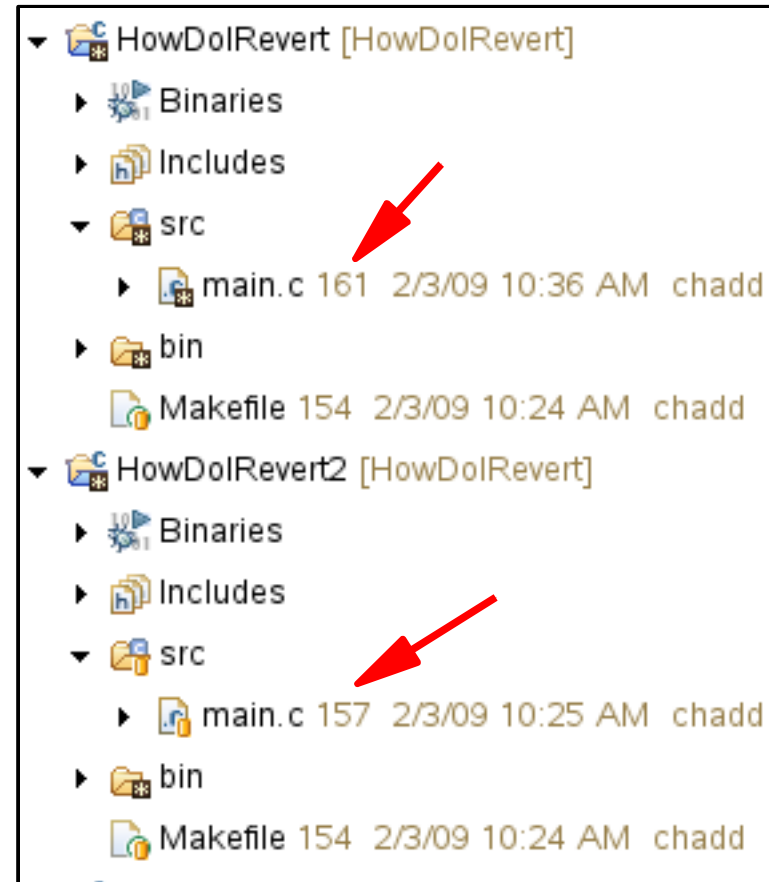 HowDoIRevert [HowDoIRevert]
Binaries
Includes
src
main.c 161 2/3/09 10:36 AM chadd
bin
Makefile 154 2/3/09 10:24 AM chadd
HowDoIRevert2 [HowDoIRevert]
Binaries
Includes
src
main.c 157 2/3/09 10:25 AM chadd
bin
Makefile 154 2/3/09 10:24 AM chadd